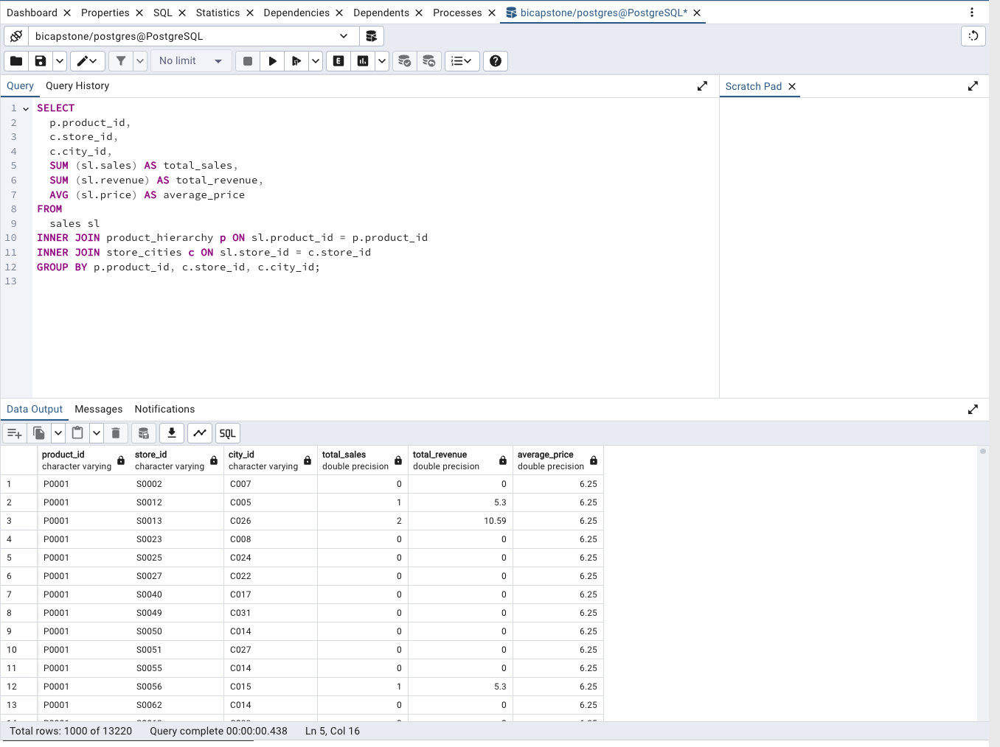 Dashboard Properties SQL Statistics Dependencies Dependents Processes bicapstone/postgres@PostgreSQL*
bicapstone/postgres@PostgreSQL
No limit E
Query Query History Scratch Pad
1 SELECT
2 p.product_id,
3 c.store_id,
4 c.city_id,
5 SUM (sl.sales) AS total_sales,
6 SUM (sl.revenue) AS total_revenue,
7 AVG (sl.price) AS average_price
8 FROM
9 sales sl
10 INNER JOIN product_hierarchy p ON sl.product_id = p.product_id
11 INNER JOIN store_cities c ON sl.store_id = c.store_id
12 GROUP BY p.product_id, c.store_id, c.city_id;
13
Data Output Messages Notifications
SQL
product_id store_id city_id total_sales total_revenue average_price
character varying character varying character varying double precision double precision double precision
1 P0001 S0002 C007 0 0 6.25
2 P0001 S0012 C005 1 5.3 6.25
3 P0001 S0013 C026 2 10.59 6.25
4 P0001 S0023 C008 0 0 6.25
5 P0001 S0025 C024 0 0 6.25
6 P0001 S0027 C022 0 0 6.25
7 P0001 S0040 C017 0 0 6.25
8 P0001 S0049 C031 0 0 6.25
9 P0001 S0050 C014 0 0 6.25
10 P0001 S0051 C027 0 0 6.25
11 P0001 S0055 C014 0 0 6.25
12 P0001 S0056 C015 1 5.3 6.25
13 P0001 S0062 C014 0 0 6.25
Total rows: 1000 of 13220 Query complete 00:00:00.438 Ln 5, Col 16